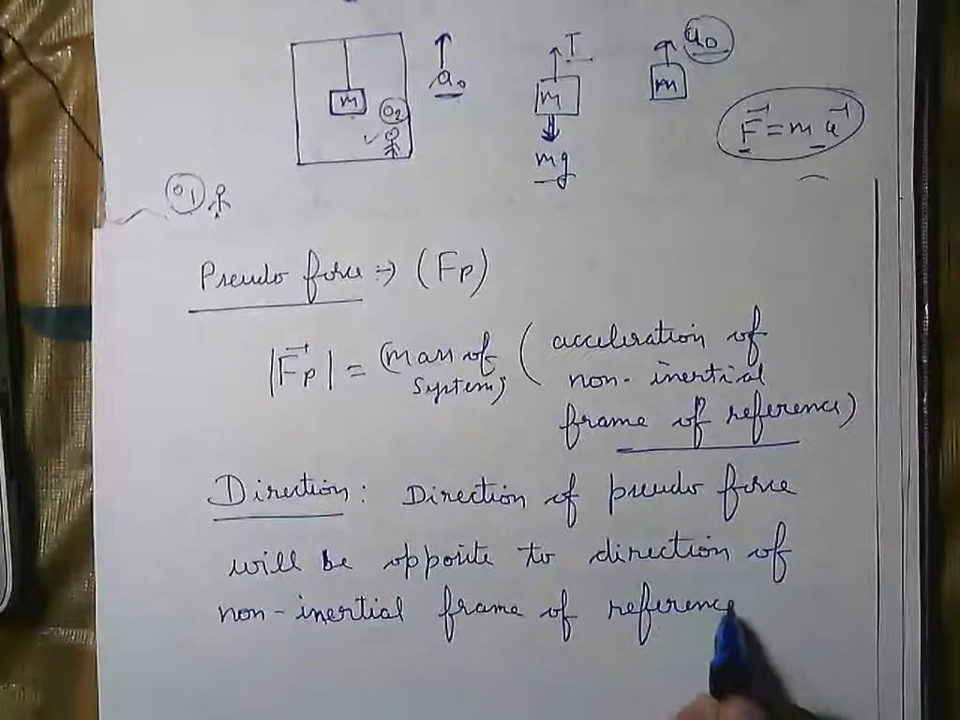 m
O2
a₀
T
m
mg
a₀
m
F⃗ = m a⃗
O1
Pseudo force :→ (Fp)
|F⃗p| = (mass of system) (acceleration of
non-inertial
frame of reference)
Direction: Direction of pseudo force
will be opposite to direction of
non-inertial frame of reference